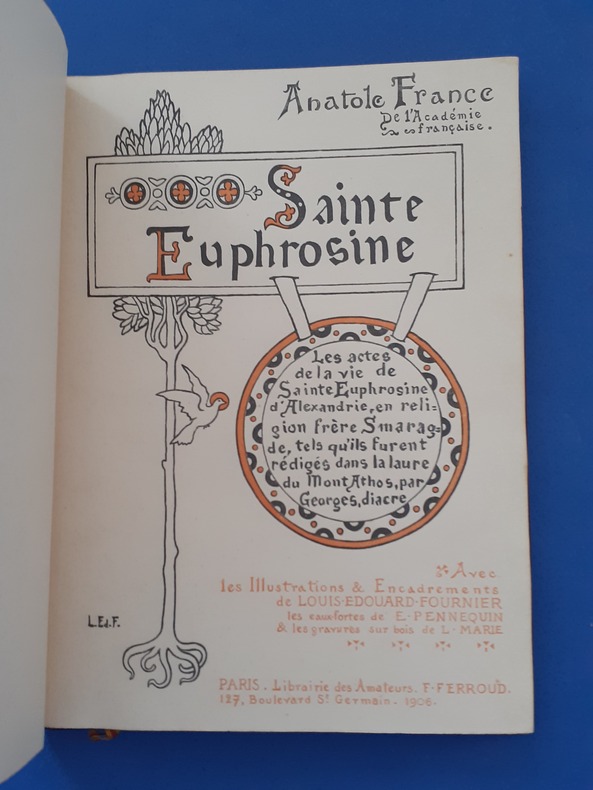 Anatole France
De l'Académie
française.
Sainte
Euphrosine
Les actes
de la vie de
Sainte Euphrosine
d'Alexandrie, en reli-
gion frère Smarag-
de, tels qu'ils furent
rédigés dans la laure
du Mont Athos, par
Georges, diacre
Avec
les Illustrations & Encadrements
de LOUIS-EDOUARD-FOURNIER
les eaux fortes de E. PENNEQUIN
& les gravures sur bois de L. MARIE
L.Ed.F.
PARIS. Librairie des Amateurs. F. FERROUD.
127, Boulevard St Germain. 1906.